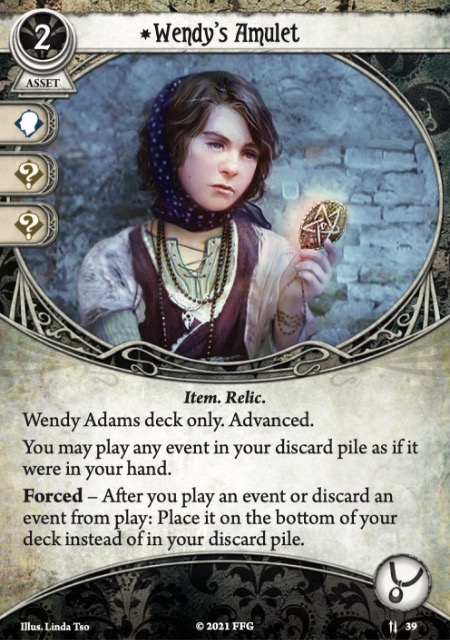 2
*Wendy's Amulet
ASSET
?
?
Item. Relic.
Wendy Adams deck only. Advanced.
You may play any event in your discard pile as if it
were in your hand.
Forced – After you play an event or discard an
event from play: Place it on the bottom of your
deck instead of in your discard pile.
Illus. Linda Tso
© 2021 FFG
39